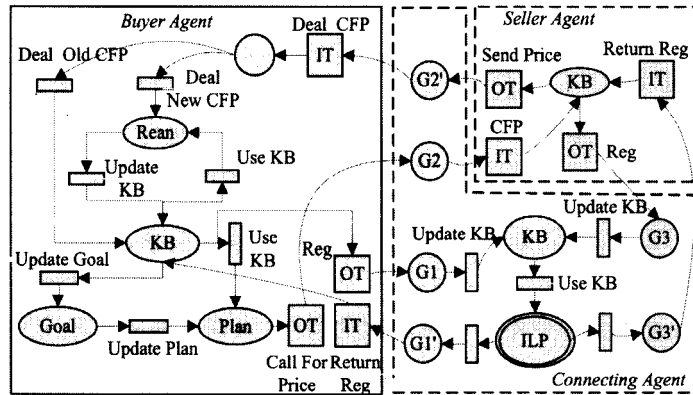 Buyer Agent
Deal CFP
Seller Agent
Deal Old CFP
IT
G2'
Send Price
Return Reg
OT
KB
IT
Deal
New CFP
CFP
Rean
G2
IT
OT
Reg
Update
KB
Use KB
Update KB
KB
Use
KB
Update KB
KB
G3
Update Goal
Reg
OT
G1
Use KB
Goal
Plan
OT
IT
G1'
ILP
G3'
Update Plan
Call For
Price
Return
Reg
Connecting Agent